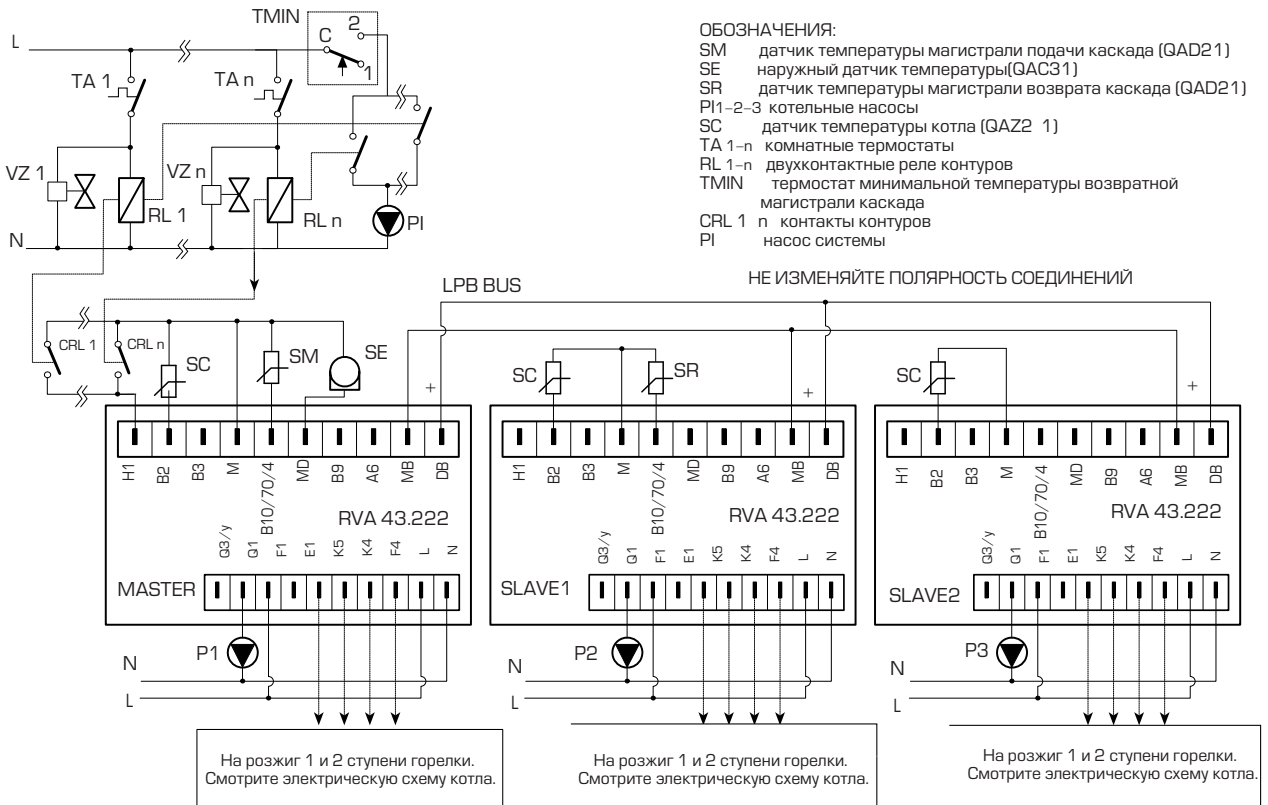 TMIN
L
C
2
1
TA 1
TA n
VZ 1
VZ n
RL 1
RL n
PI
N
ОБОЗНАЧЕНИЯ:
SM датчик температуры магистрали подачи каскада (QAD21)
SE наружный датчик температуры(QAC31)
SR датчик температуры магистрали возврата каскада (QAD21)
PI1-2-3 котельные насосы
SC датчик температуры котла (QAZ2 1)
TA 1-n комнатные термостаты
RL 1-n двухконтактные реле контуров
TMIN термостат минимальной температуры возвратной
магистрали каскада
CRL 1 n контакты контуров
PI насос системы
НЕ ИЗМЕНЯЙТЕ ПОЛЯРНОСТЬ СОЕДИНЕНИЙ
LPB BUS
CRL 1
CRL n
SC
SM
SE
+
SC
SR
+
SC
+
H1 B2 B3 M B10/70/4 MD B9 A6 MB DB
RVA 43.222
Q3/y Q1 F1 E1 K5 K4 F4 L N
MASTER
H1 B2 B3 M B10/70/4 MD B9 A6 MB DB
RVA 43.222
Q3/y Q1 F1 E1 K5 K4 F4 L N
SLAVE1
H1 B2 B3 M B10/70/4 MD B9 A6 MB DB
RVA 43.222
Q3/y Q1 F1 E1 K5 K4 F4 L N
SLAVE2
P1
N
L
P2
N
L
P3
N
L
На розжиг 1 и 2 ступени горелки.
Смотрите электрическую схему котла.
На розжиг 1 и 2 ступени горелки.
Смотрите электрическую схему котла.
На розжиг 1 и 2 ступени горелки.
Смотрите электрическую схему котла.